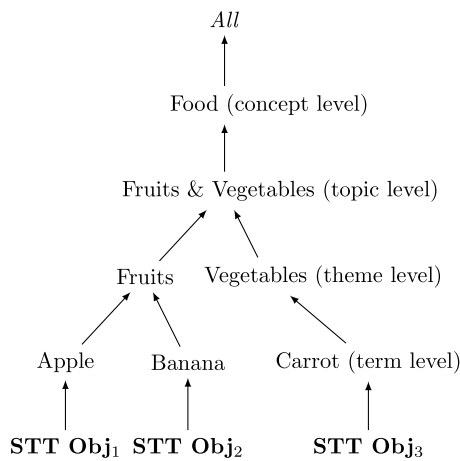 All
Food (concept level)
Fruits & Vegetables (topic level)
Fruits Vegetables (theme level)
Apple Banana Carrot (term level)
STT Obj₁ STT Obj₂ STT Obj₃